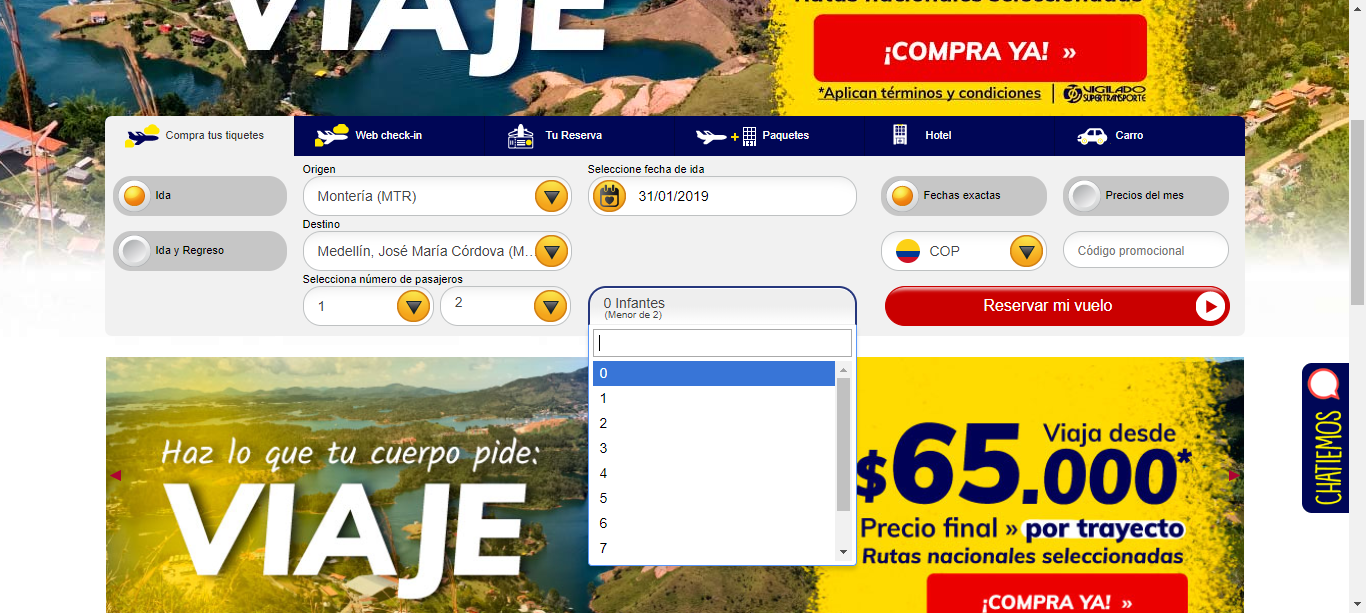 VIAJE
Rutas nacionales seleccionadas
¡COMPRA YA! »
*Aplican términos y condiciones
VIGILADO
SUPERTRANSPORTE
Compra tus tiquetes
Web check-in
Tu Reserva
Paquetes
Hotel
Carro
Ida
Ida y Regreso
Origen
Montería (MTR)
Destino
Medellín, José María Córdova (M...
Selecciona número de pasajeros
1
2
Seleccione fecha de ida
31/01/2019
0 Infantes
(Menor de 2)
0
1
2
3
4
5
6
7
Fechas exactas
Precios del mes
COP
Código promocional
Reservar mi vuelo
CHATIEMOS
Haz lo que tu cuerpo pide:
VIAJE
Viaja desde
$65.000*
Precio final » por trayecto
Rutas nacionales seleccionadas
¡COMPRA YA! »